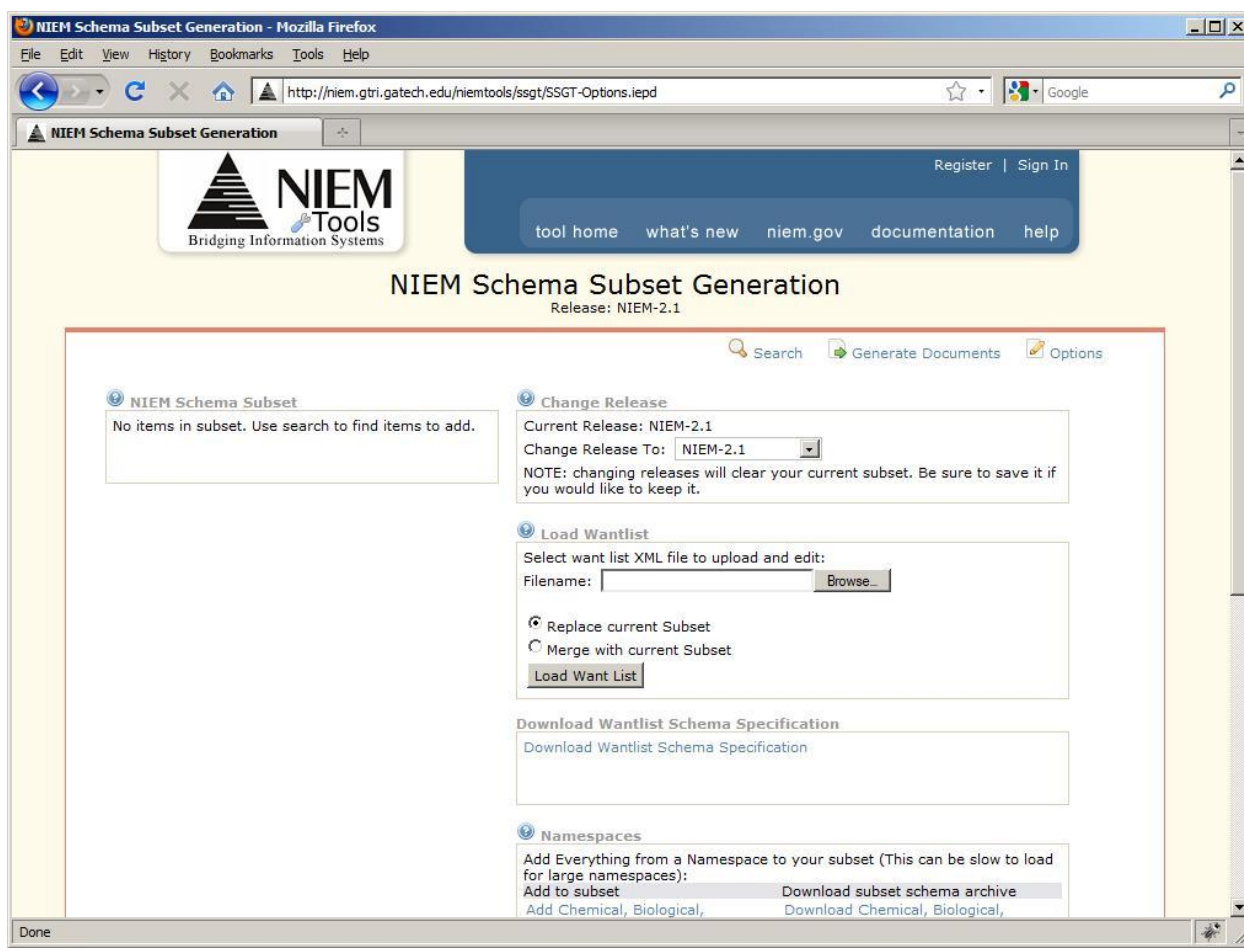 NIEM Schema Subset Generation - Mozilla Firefox
File Edit View History Bookmarks Tools Help
http://niem.gtri.gatech.edu/niemtools/ssgt/SSGT-Options.iepd
Google
NIEM Schema Subset Generation
NIEM
Tools
Bridging Information Systems
Register | Sign In
tool home what's new niem.gov documentation help
NIEM Schema Subset Generation
Release: NIEM-2.1
Search Generate Documents Options
NIEM Schema Subset
No items in subset. Use search to find items to add.
Change Release
Current Release: NIEM-2.1
Change Release To: NIEM-2.1
NOTE: changing releases will clear your current subset. Be sure to save it if
you would like to keep it.
Load Wantlist
Select want list XML file to upload and edit:
Filename: Browse...
Replace current Subset
Merge with current Subset
Load Want List
Download Wantlist Schema Specification
Download Wantlist Schema Specification
Namespaces
Add Everything from a Namespace to your subset (This can be slow to load
for large namespaces):
Add to subset Download subset schema archive
Add Chemical, Biological, Download Chemical, Biological,
Done